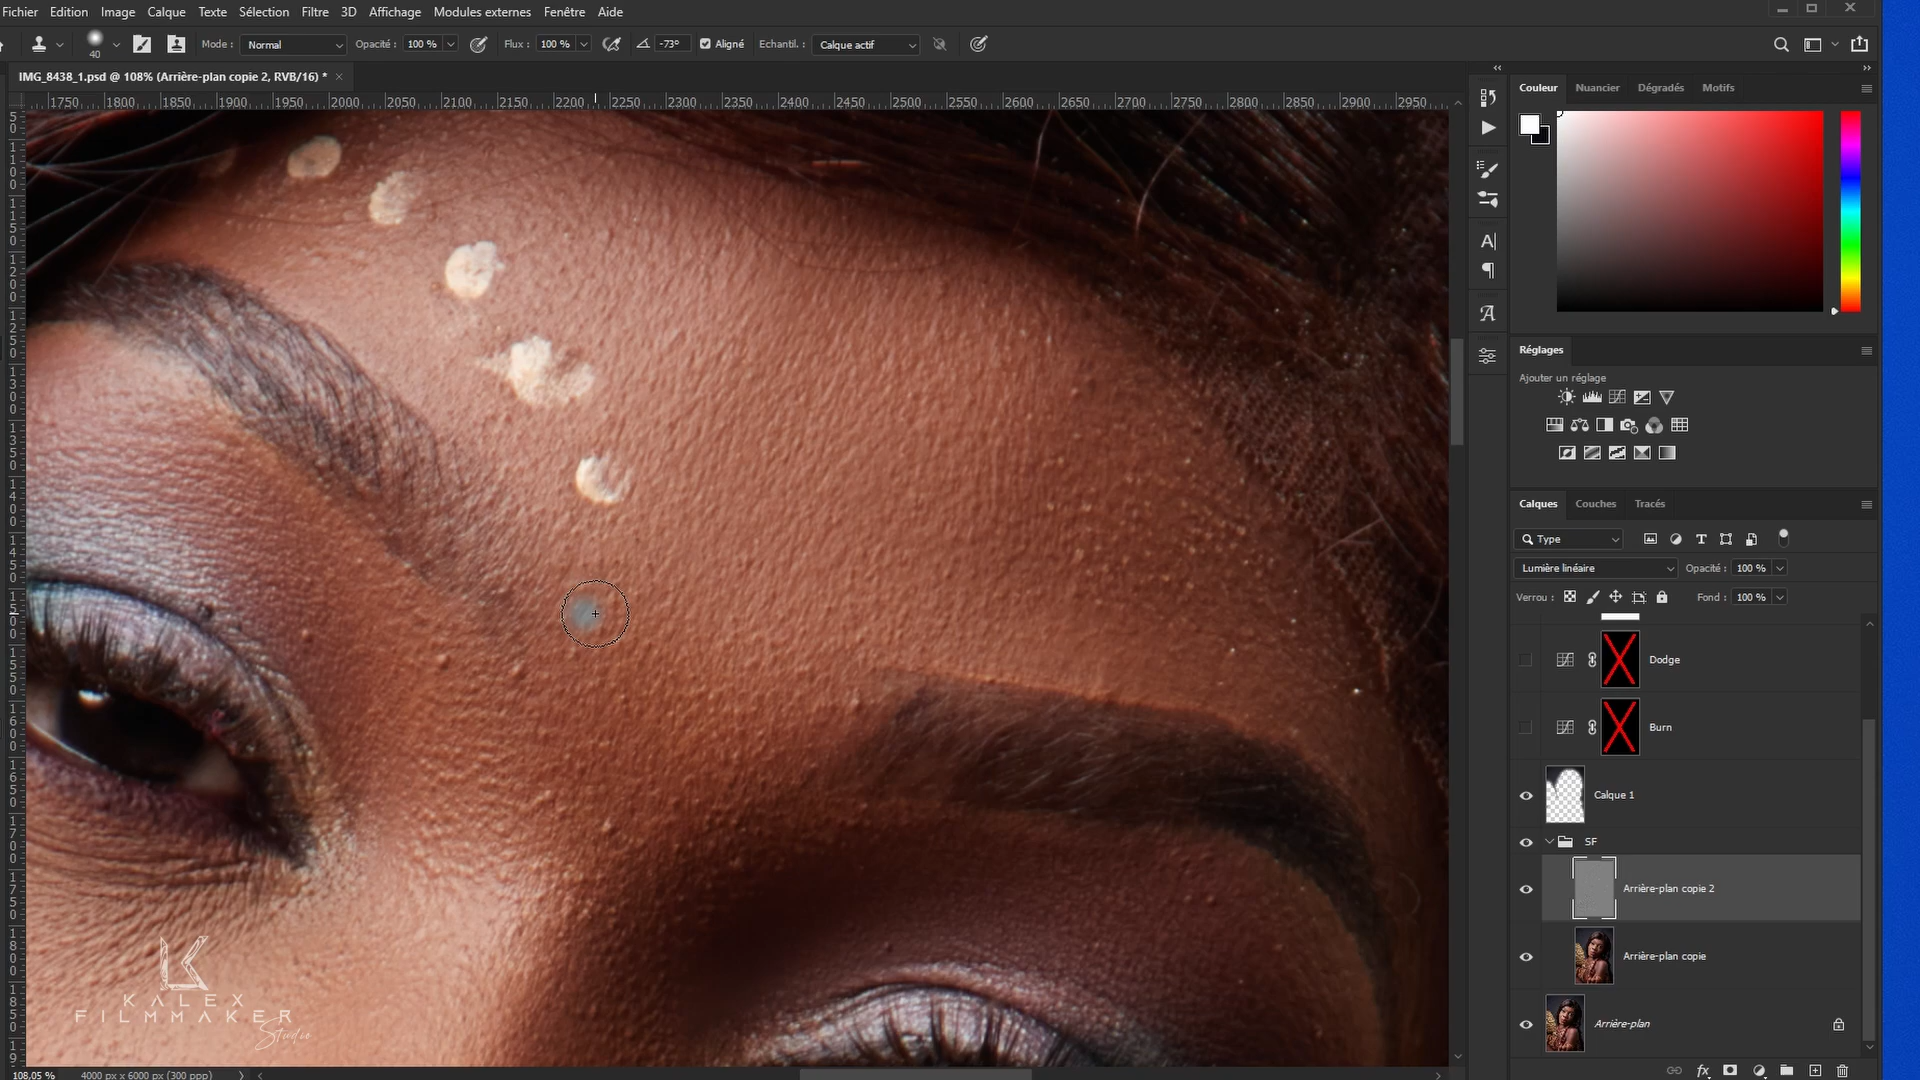 Fichier Edition Image Calque Texte Sélection Filtre 3D Affichage Modules externes Fenêtre Aide
40 Mode : Normal Opacité : 100 % Flux : 100 % -73° Aligné Echantil. : Calque actif
IMG_8438_1.psd @ 108% (Arrière-plan copie 2, RVB/16) * ×
1750 1800 1850 1900 1950 2000 2050 2100 2150 2200 2250 2300 2350 2400 2450 2500 2550 2600 2650 2700 2750 2800 2850 2900 2950
Couleur Nuancier Dégradés Motifs
Réglages
Ajouter un réglage
Calques Couches Tracés
Type
Lumière linéaire Opacité : 100 %
Verrou : Fond : 100 %
Dodge
Burn
Calque 1
SF
Arrière-plan copie 2
Arrière-plan copie
Arrière-plan
KALEX
FILMMAKER
Studio
108,05 % 4000 px x 6000 px (300 ppp)